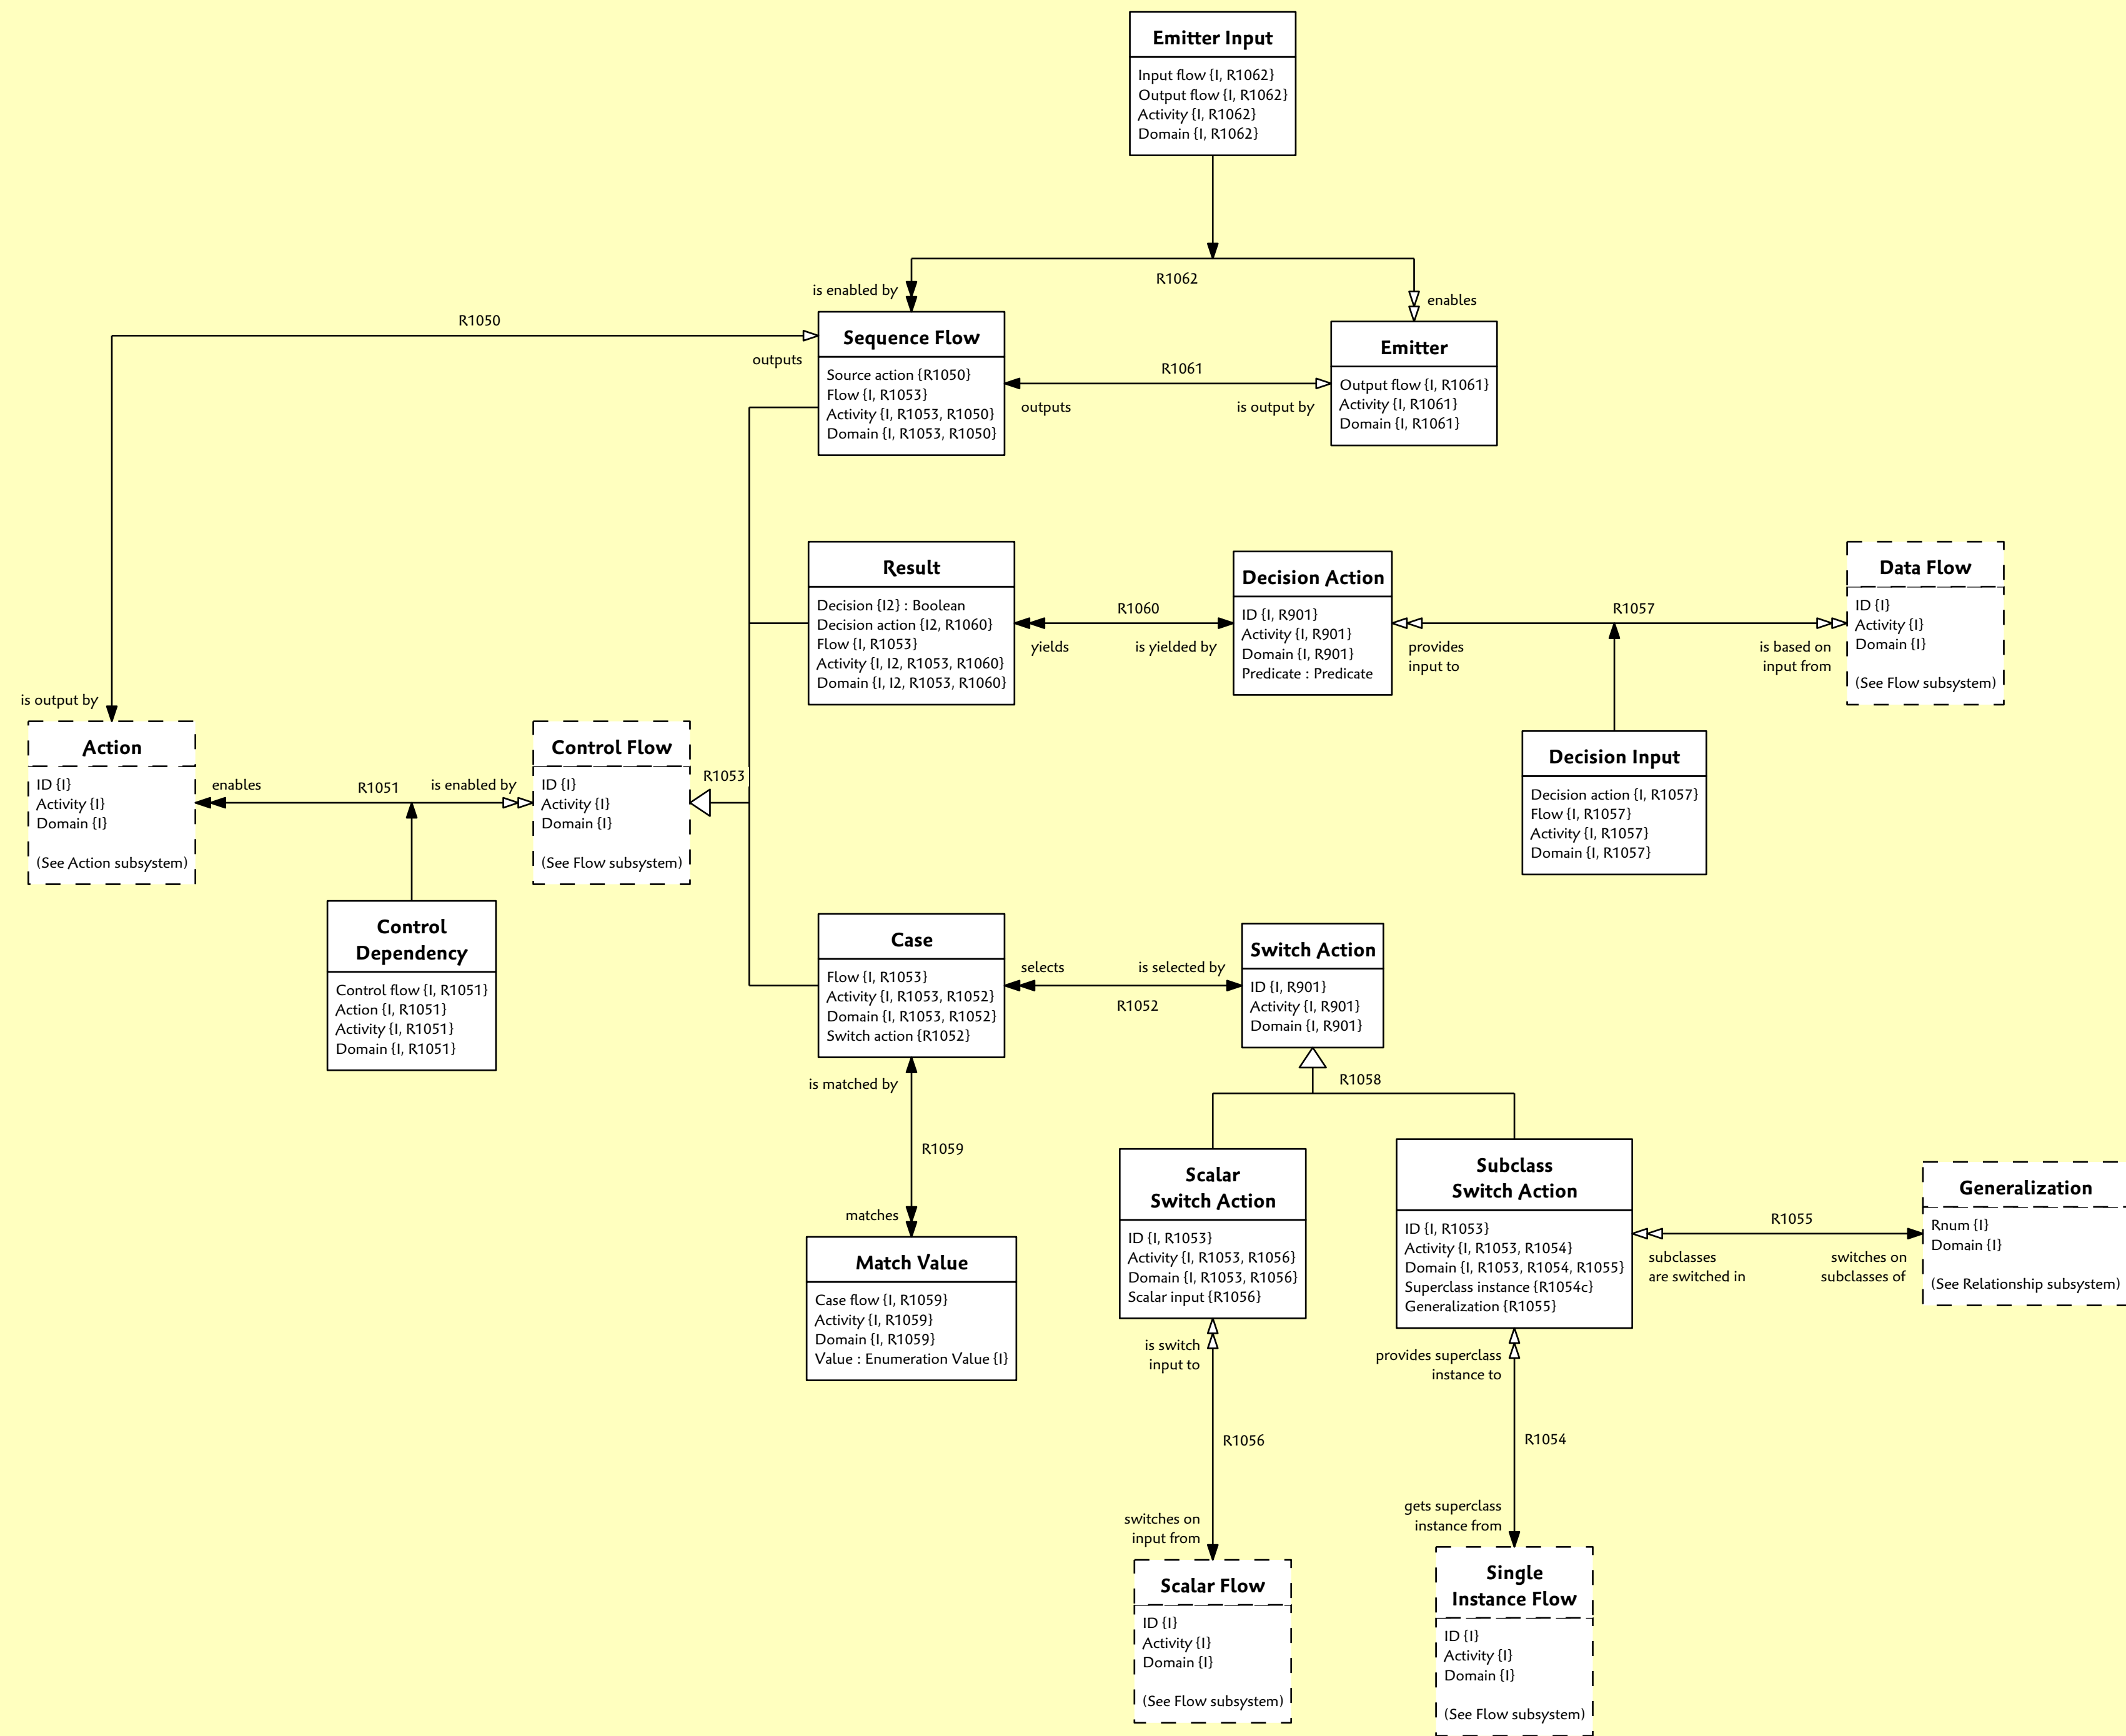 Emitter Input
Input flow {I, R1062}
Output flow {I, R1062}
Activity {I, R1062}
Domain {I, R1062}
R1062
is enabled by
enables
R1050
outputs
is output by
Sequence Flow
Source action {R1050}
Flow {I, R1053}
Activity {I, R1053, R1050}
Domain {I, R1053, R1050}
R1061
outputs
is output by
Emitter
Output flow {I, R1061}
Activity {I, R1061}
Domain {I, R1061}
Result
Decision {I2} : Boolean
Decision action {I2, R1060}
Flow {I, R1053}
Activity {I, I2, R1053, R1060}
Domain {I, I2, R1053, R1060}
R1060
yields
is yielded by
Decision Action
ID {I, R901}
Activity {I, R901}
Domain {I, R901}
Predicate : Predicate
R1057
provides
input to
is based on
input from
Data Flow
ID {I}
Activity {I}
Domain {I}
(See Flow subsystem)
Decision Input
Decision action {I, R1057}
Flow {I, R1057}
Activity {I, R1057}
Domain {I, R1057}
Action
ID {I}
Activity {I}
Domain {I}
(See Action subsystem)
enables
R1051
is enabled by
Control Flow
ID {I}
Activity {I}
Domain {I}
(See Flow subsystem)
R1053
Control
Dependency
Control flow {I, R1051}
Action {I, R1051}
Activity {I, R1051}
Domain {I, R1051}
Case
Flow {I, R1053}
Activity {I, R1053, R1052}
Domain {I, R1053, R1052}
Switch action {R1052}
selects
is selected by
R1052
Switch Action
ID {I, R901}
Activity {I, R901}
Domain {I, R901}
R1058
is matched by
R1059
matches
Match Value
Case flow {I, R1059}
Activity {I, R1059}
Domain {I, R1059}
Value : Enumeration Value {I}
Scalar
Switch Action
ID {I, R1053}
Activity {I, R1053, R1056}
Domain {I, R1053, R1056}
Scalar input {R1056}
Subclass
Switch Action
ID {I, R1053}
Activity {I, R1053, R1054}
Domain {I, R1053, R1054, R1055}
Superclass instance {R1054c}
Generalization {R1055}
R1055
subclasses
are switched in
switches on
subclasses of
Generalization
Rnum {I}
Domain {I}
(See Relationship subsystem)
is switch
input to
R1056
switches on
input from
Scalar Flow
ID {I}
Activity {I}
Domain {I}
(See Flow subsystem)
provides superclass
instance to
R1054
gets superclass
instance from
Single
Instance Flow
ID {I}
Activity {I}
Domain {I}
(See Flow subsystem)